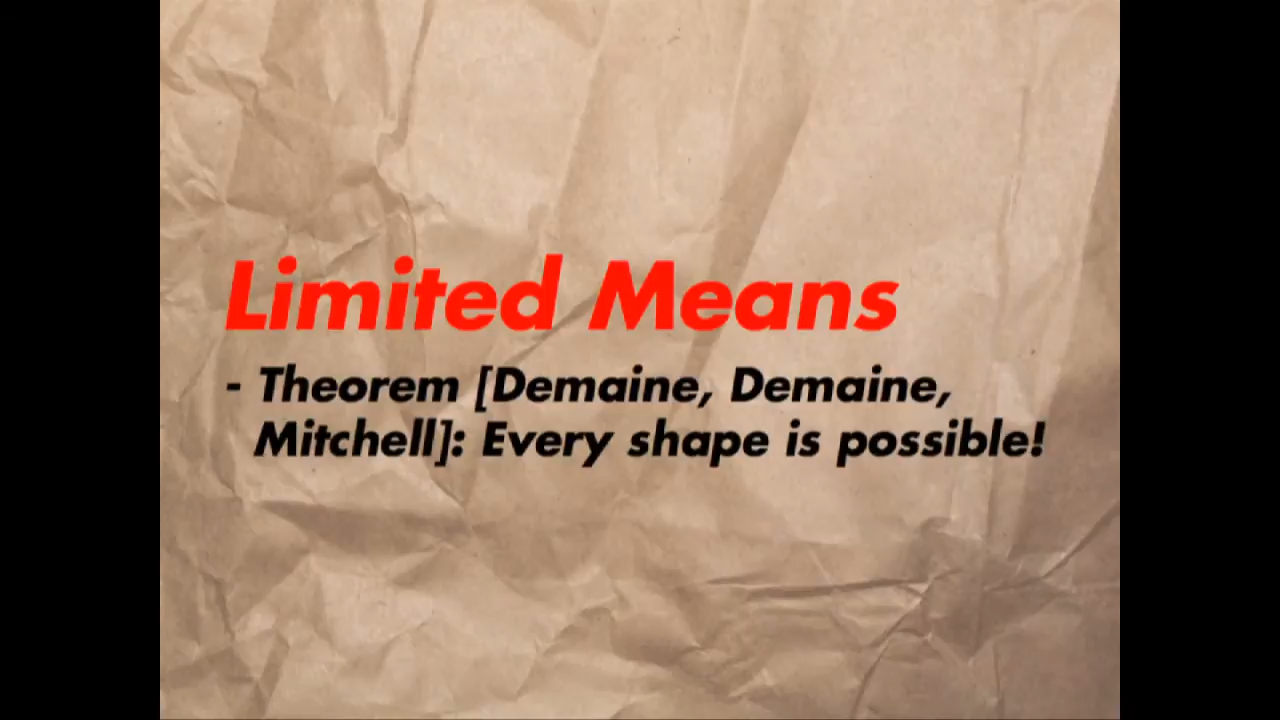 Limited Means
- Theorem [Demaine, Demaine,
Mitchell]: Every shape is possible!